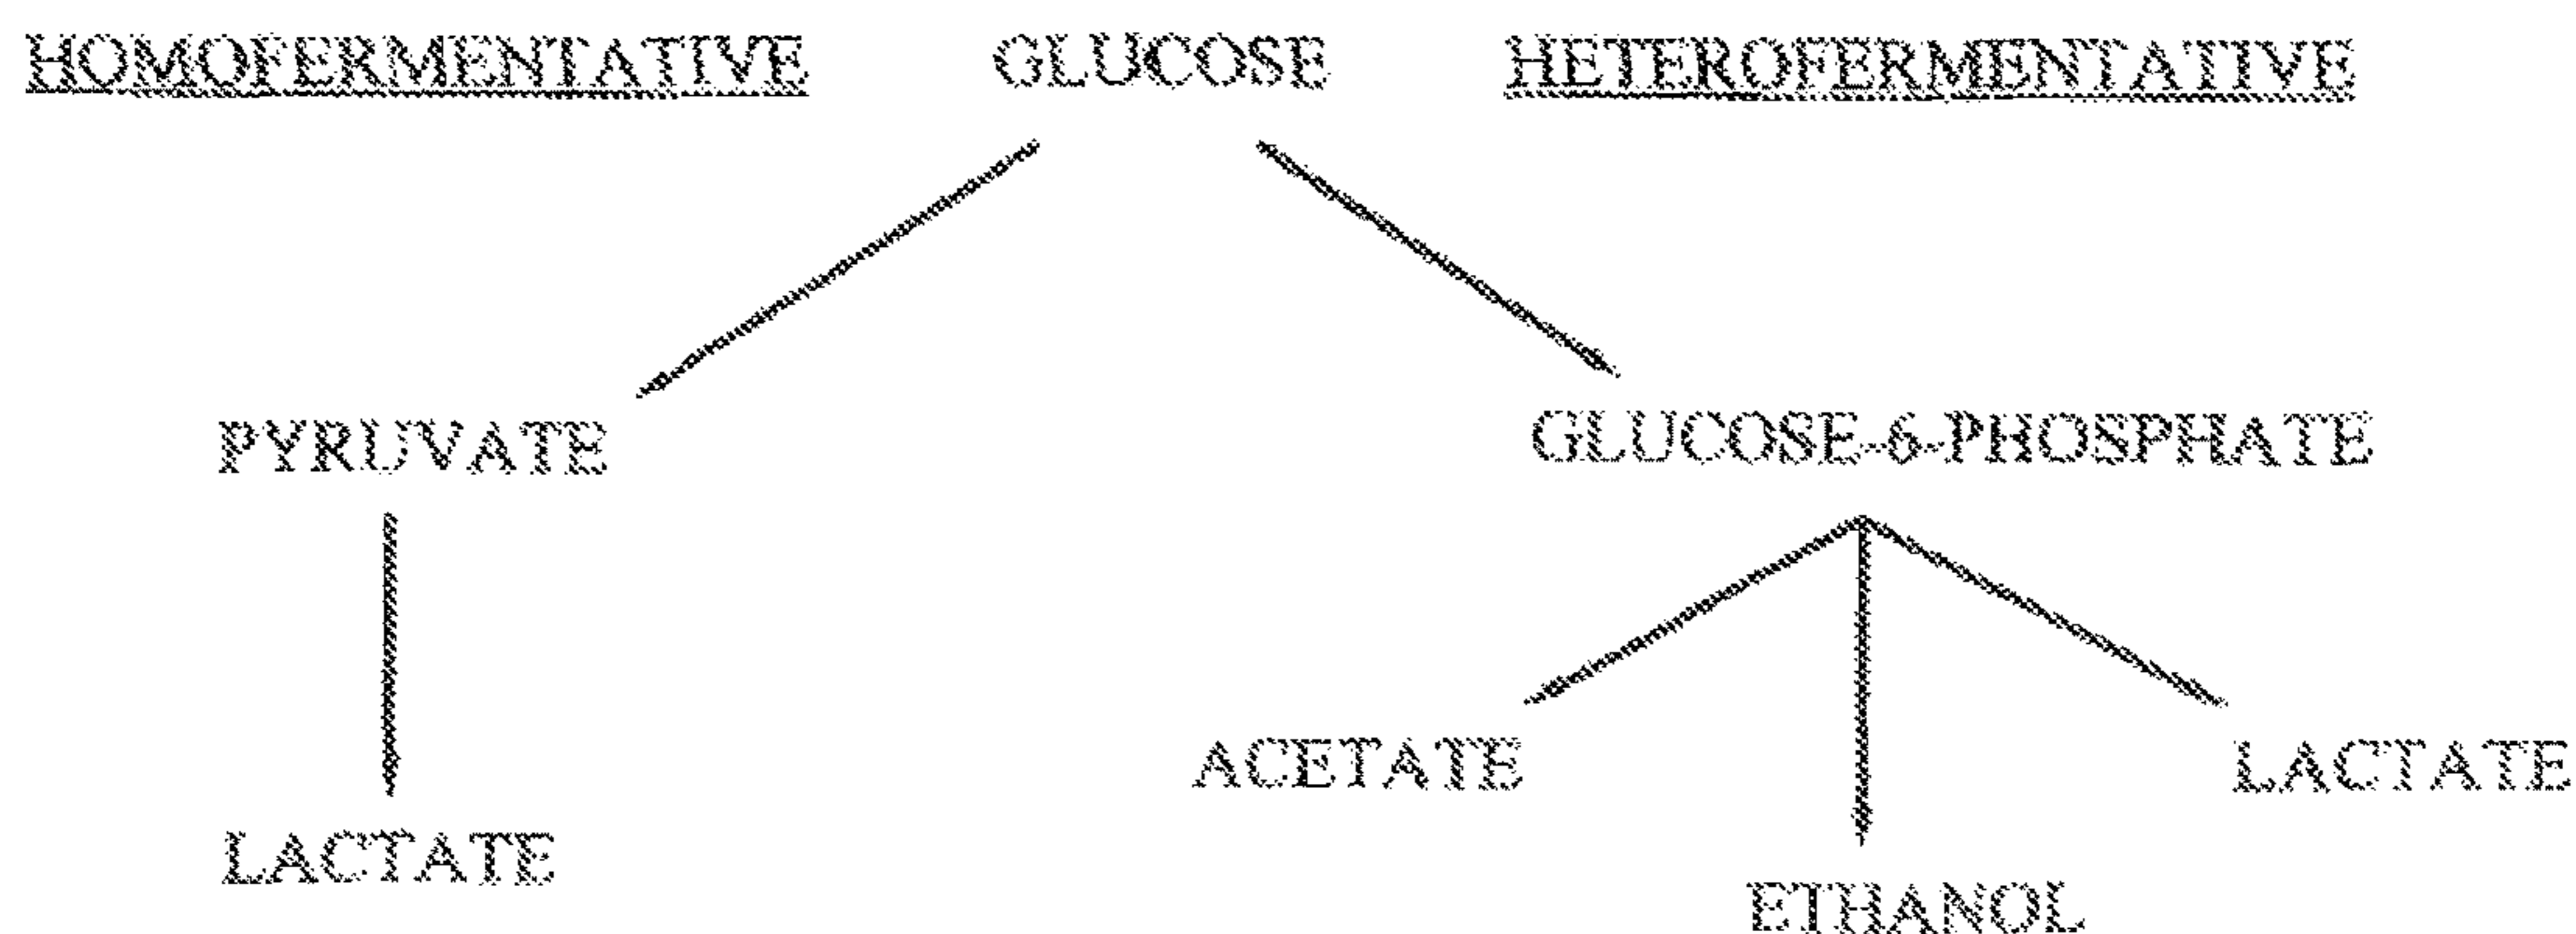 HOMOFERMENTATIVE GLUCOSE HETEROFERMENTATIVE
PYRUVATE GLUCOSE-6-PHOSPHATE
ACETATE LACTATE
LACTATE ETHANOL